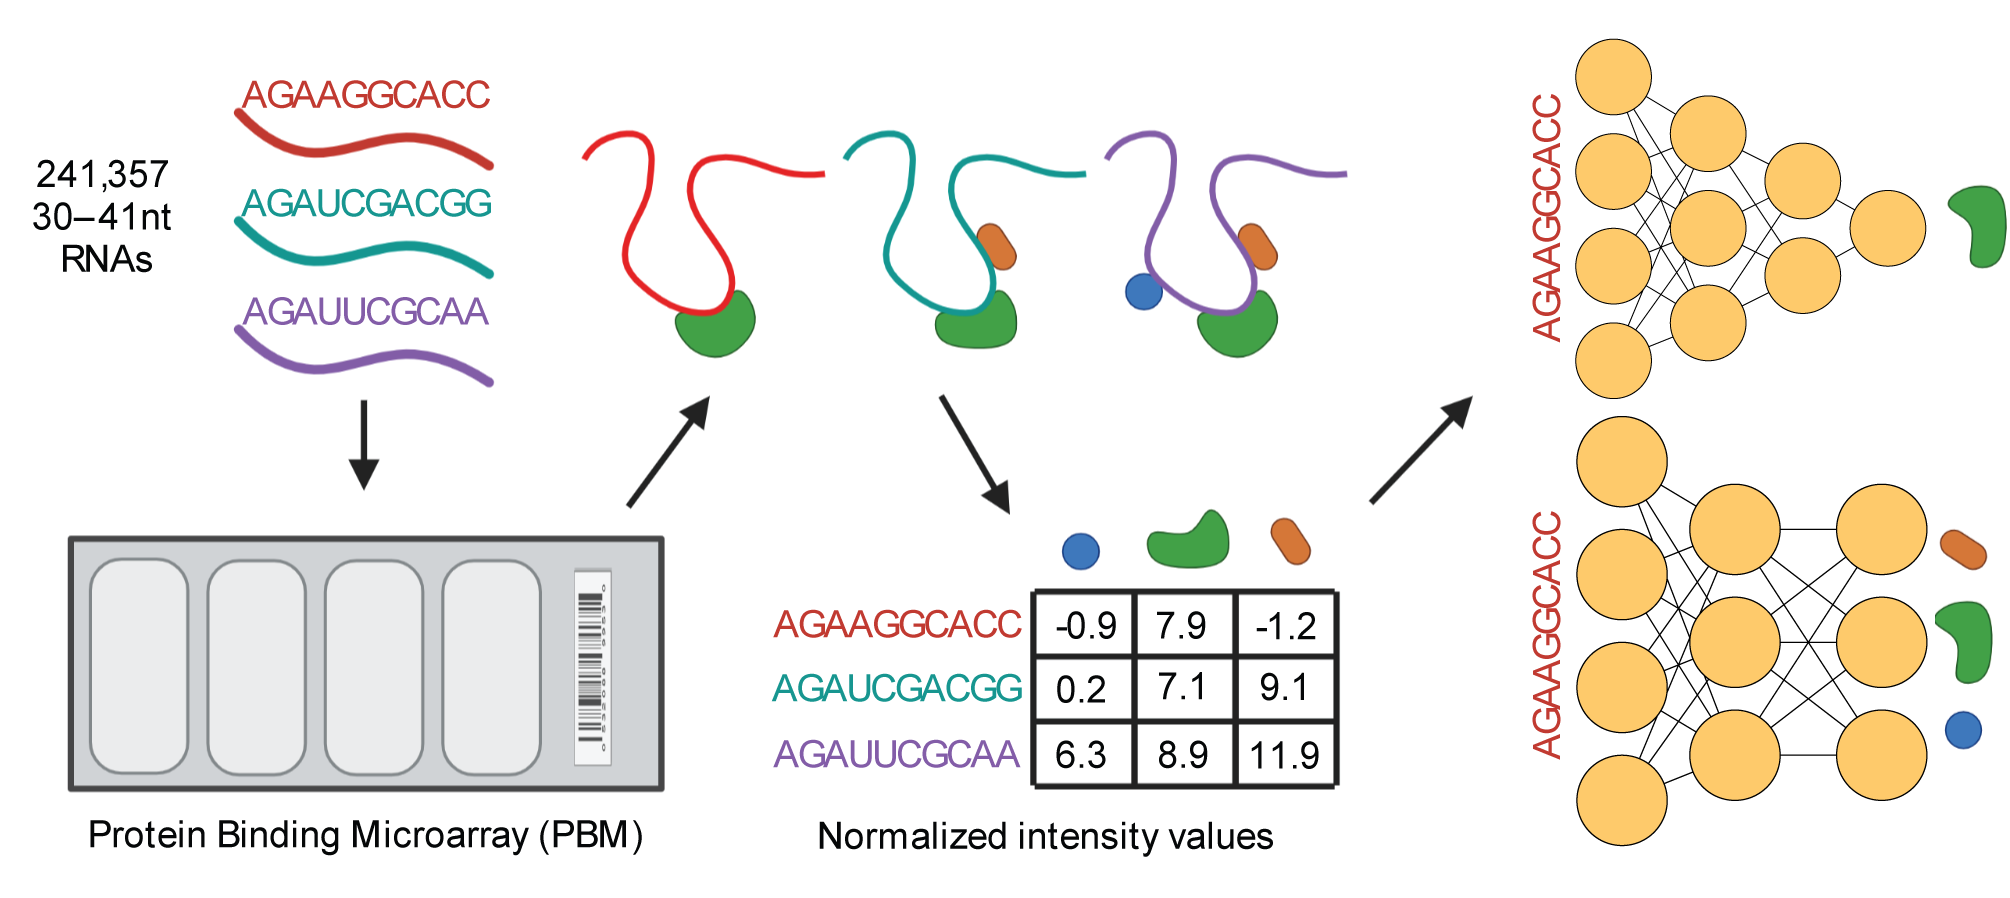 241,357
30–41nt
RNAs
AGAAGGCACC
AGAUCGACGG
AGAUUCGCAA
Protein Binding Microarray (PBM)
AGAAGGCACC -0.9 7.9 -1.2
AGAUCGACGG 0.2 7.1 9.1
AGAUUCGCAA 6.3 8.9 11.9
Normalized intensity values
AGAAGGCACC
AGAAGGCACC